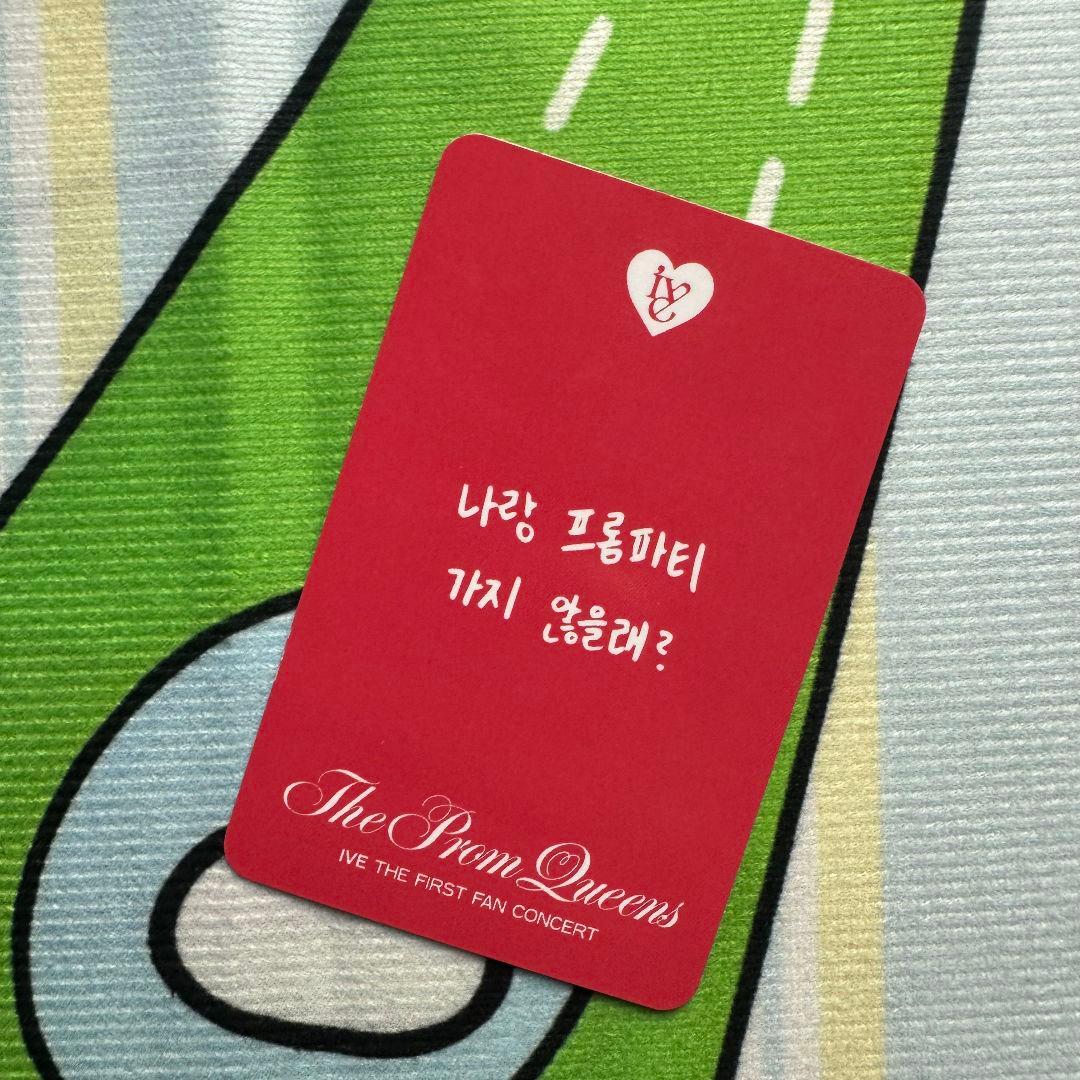 ive
나랑 프롬파티
가지 않을래?
The Prom Queens
IVE THE FIRST FAN CONCERT